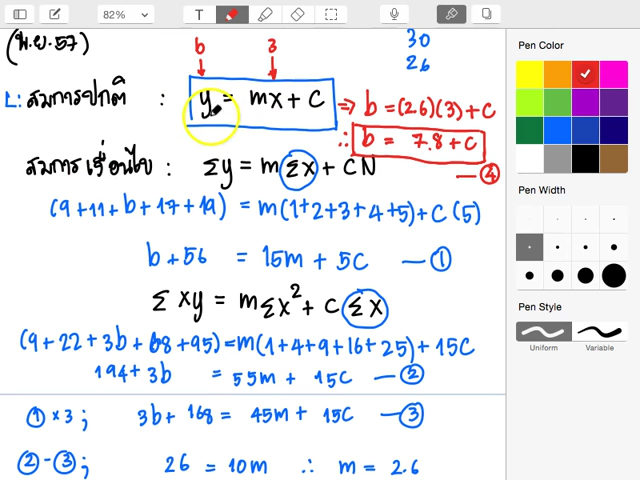 82%
T
(พ.ย.57)
b 3
30
26
สมการปกติ : y = mx + C
⇒ b = (2.6)(3) + C
∴ b = 7.8 + C
— ④
สมการเงื่อนไข : Σy = mΣx + CN
(9+11+b+17+19) = m(1+2+3+4+5) + C(5)
b+56 = 15m + 5C — ①
Σxy = mΣx² + CΣx
(9+22+3b+68+95) = m(1+4+9+16+25) + 15C
194+3b = 55m + 15C — ②
①×3; 3b+168 = 45m + 15C — ③
②-③; 26 = 10m ∴ m = 2.6
Pen Color
Pen Width
Pen Style
Uniform Variable